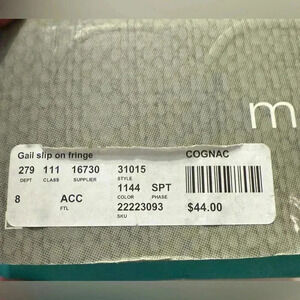 m
Gail slip on fringe
COGNAC
279 111 16730 31015
DEPT CLASS SUPPLIER STYLE
1144 SPT
COLOR PHASE
8 ACC 22223093 $44.00
FTL SKU